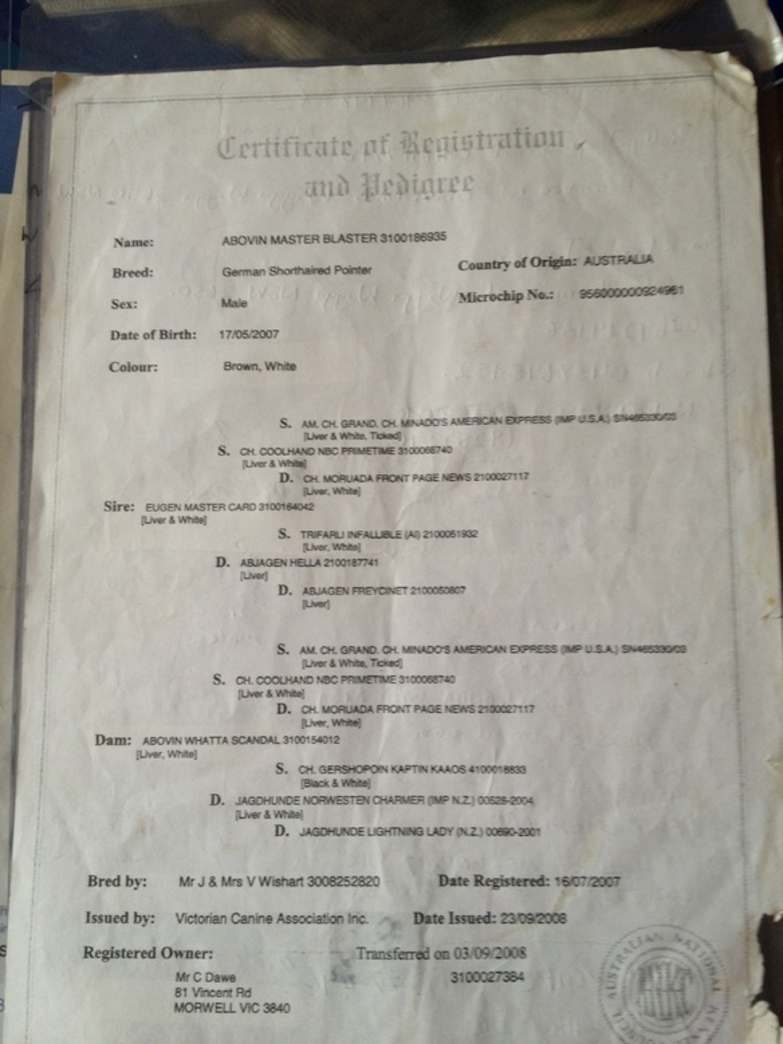 Certificate of Registration
and Pedigree
Name: ABOVIN MASTER BLASTER 3100186935
Breed: German Shorthaired Pointer Country of Origin: AUSTRALIA
Sex: Male Microchip No.: 956000000924961
Date of Birth: 17/05/2007
Colour: Brown, White
S. AM. CH. GRAND. CH. MINADO'S AMERICAN EXPRESS (IMP U.S.A.) SN465330/03
[Liver & White, Ticked]
S. CH. COOLHAND NBC PRIMETIME 3100068740
[Liver & White]
D. CH. MORUADA FRONT PAGE NEWS 2100027117
[Liver, White]
Sire: EUGEN MASTER CARD 3100164042
[Liver & White]
S. TRIFARLI INFALLIBLE (AI) 2100051932
[Liver, White]
D. ABJAGEN HELLA 2100187741
[Liver]
D. ABJAGEN FREYCINET 2100050807
[Liver]
S. AM. CH. GRAND. CH. MINADO'S AMERICAN EXPRESS (IMP U.S.A.) SN465330/03
[Liver & White, Ticked]
S. CH. COOLHAND NBC PRIMETIME 3100068740
[Liver & White]
D. CH. MORUADA FRONT PAGE NEWS 2100027117
[Liver, White]
Dam: ABOVIN WHATTA SCANDAL 3100154012
[Liver, White]
S. CH. GERSHOPOIN KAPTIN KAAOS 4100018833
[Black & White]
D. JAGDHUNDE NORWESTEN CHARMER (IMP N.Z.) 00528-2004
[Liver & White]
D. JAGDHUNDE LIGHTNING LADY (N.Z.) 00690-2001
Bred by: Mr J & Mrs V Wishart 3008252820 Date Registered: 16/07/2007
Issued by: Victorian Canine Association Inc. Date Issued: 23/09/2008
Registered Owner: Transferred on 03/09/2008
Mr C Dawe 3100027384
81 Vincent Rd
MORWELL VIC 3840
AUSTRALIAN NATIONAL
COUNCIL